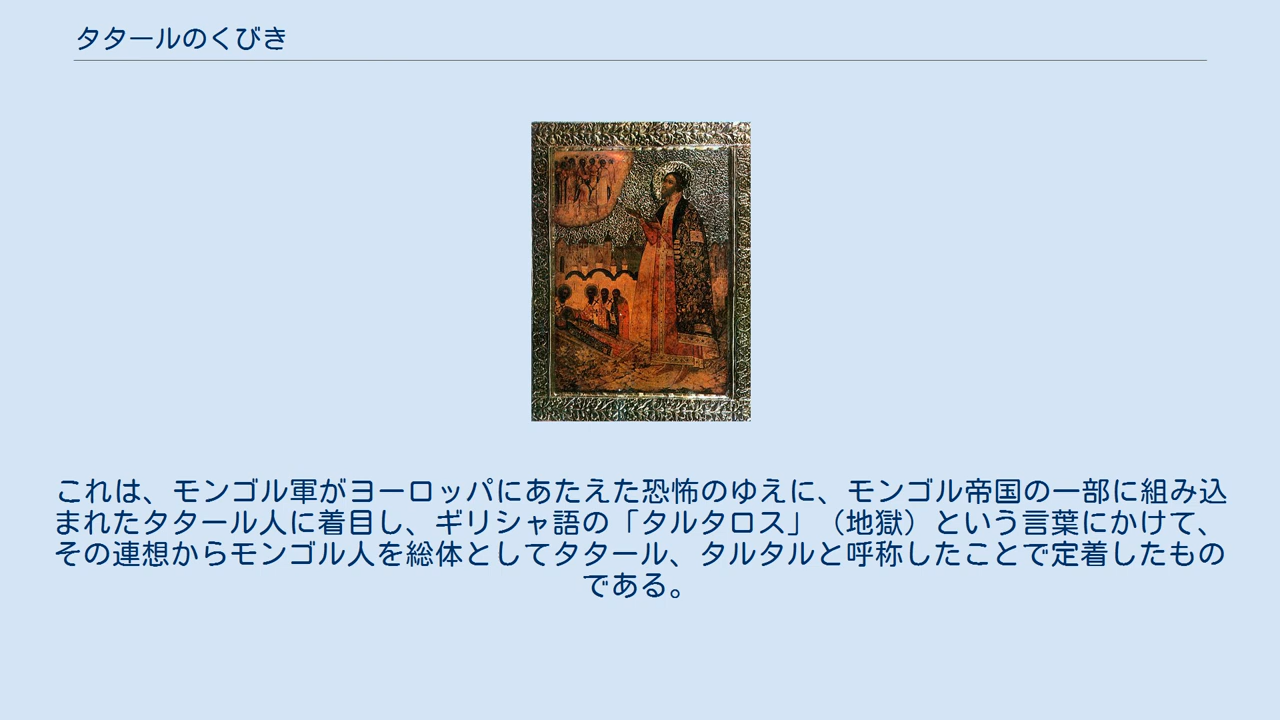 タタールのくびき
これは、モンゴル軍がヨーロッパにあたえた恐怖のゆえに、モンゴル帝国の一部に組み込
まれたタタール人に着目し、ギリシャ語の「タルタロス」（地獄）という言葉にかけて、
その連想からモンゴル人を総体としてタタール、タルタルと呼称したことで定着したもの
である。